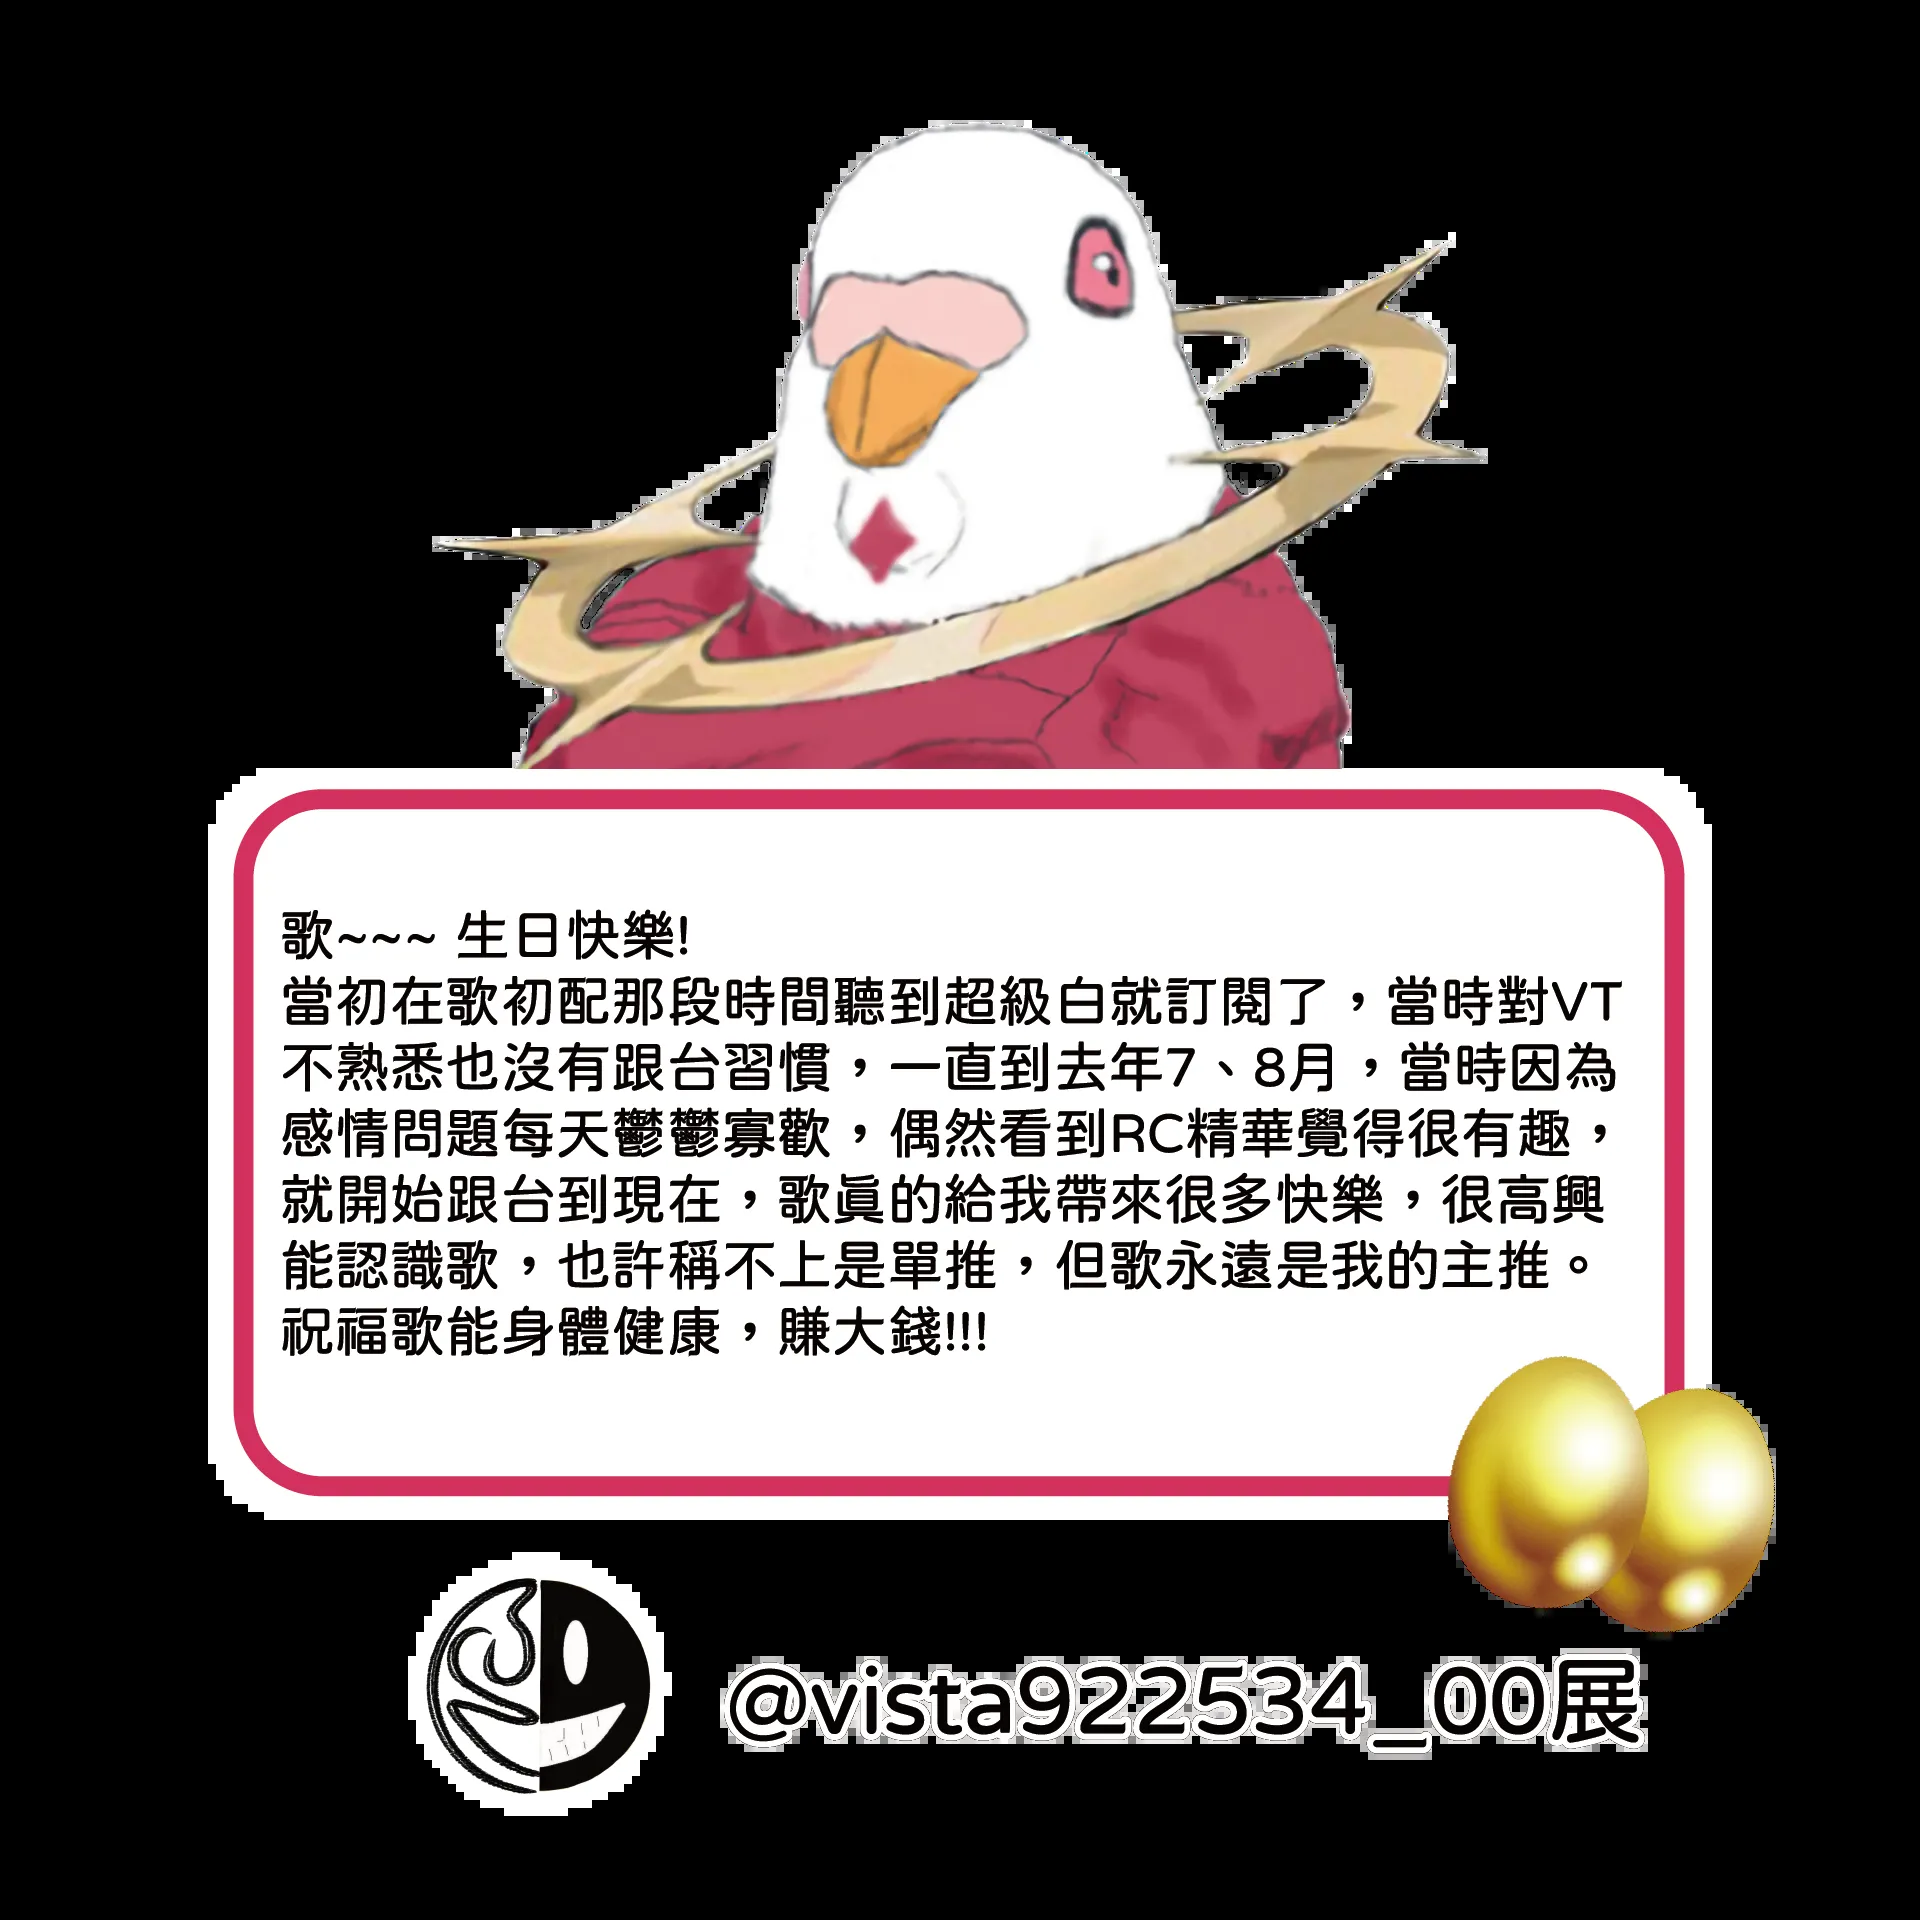 歌~~~ 生日快樂!
當初在歌初配那段時間聽到超級白就訂閱了，當時對VT
不熟悉也沒有跟台習慣，一直到去年7、8月，當時因為
感情問題每天鬱鬱寡歡，偶然看到RC精華覺得很有趣，
就開始跟台到現在，歌眞的給我帶來很多快樂，很高興
能認識歌，也許稱不上是單推，但歌永遠是我的主推。
祝福歌能身體健康，賺大錢!!!
@vista922534_00展